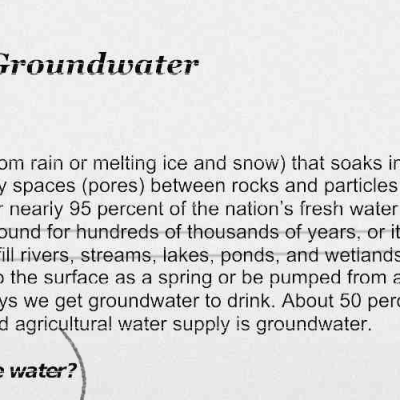 Groundwater
om rain or melting ice and snow) that soaks in
y spaces (pores) between rocks and particles
r nearly 95 percent of the nation's fresh water
ound for hundreds of thousands of years, or it
fill rivers, streams, lakes, ponds, and wetlands
o the surface as a spring or be pumped from a
ys we get groundwater to drink. About 50 perc
d agricultural water supply is groundwater.
e water?